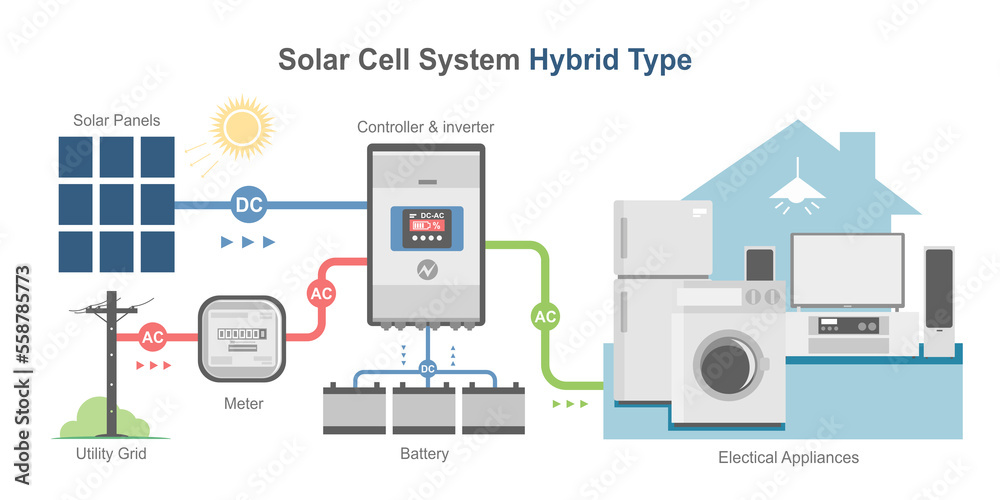 Solar Cell System Hybrid Type
Solar Panels
Controller & inverter
DC
DC-AC
%
AC
AC
AC
DC
Meter
Battery
Utility Grid
Electical Appliances
Adobe Stock | #558785773